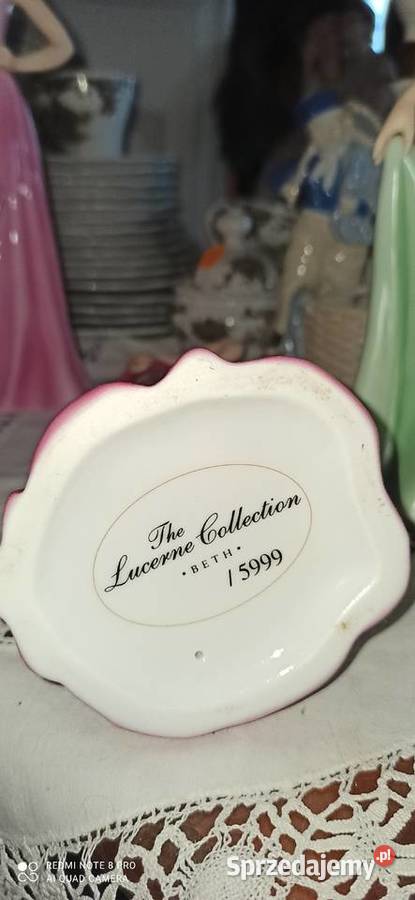 The
Lucerne Collection
• BETH •
/ 5999
REDMI NOTE 8 PRO
AI QUAD CAMERA
Sprzedajemy.pl